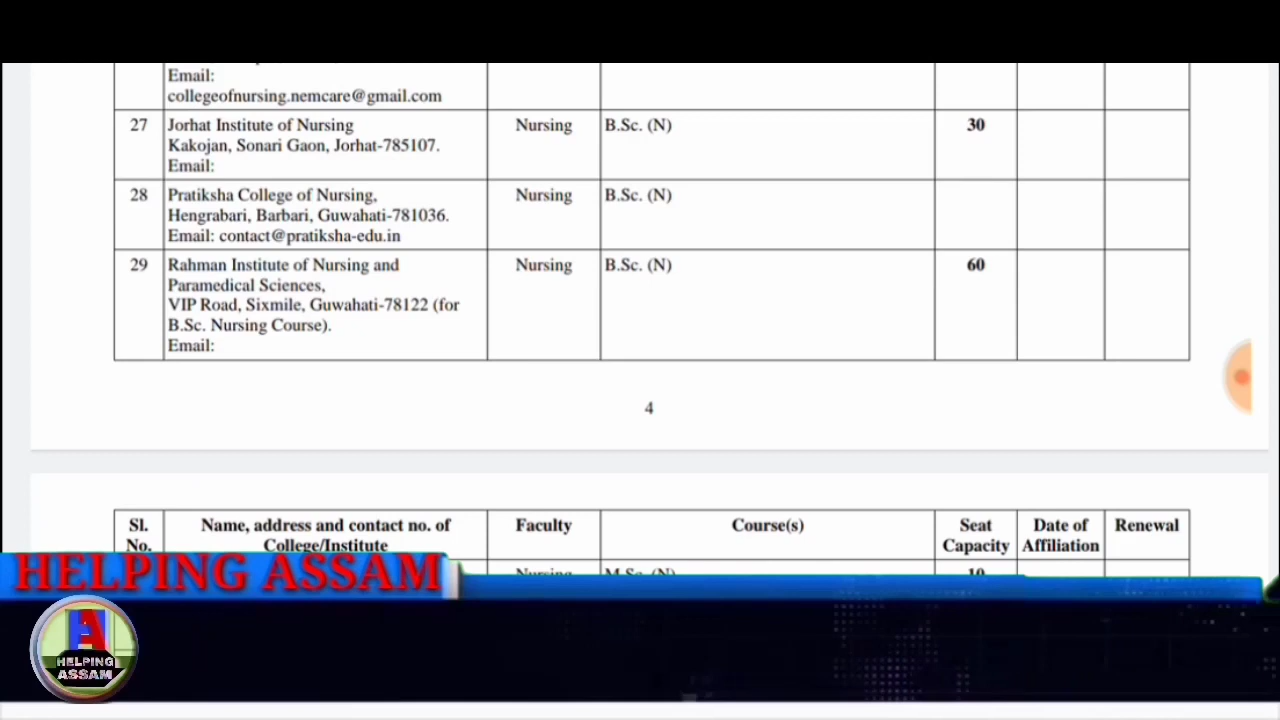 Email:
collegeofnursing.nemcare@gmail.com
27 Jorhat Institute of Nursing Nursing B.Sc. (N) 30
Kakojan, Sonari Gaon, Jorhat-785107.
Email:
28 Pratiksha College of Nursing, Nursing B.Sc. (N)
Hengrabari, Barbari, Guwahati-781036.
Email: contact@pratiksha-edu.in
29 Rahman Institute of Nursing and Nursing B.Sc. (N) 60
Paramedical Sciences,
VIP Road, Sixmile, Guwahati-78122 (for
B.Sc. Nursing Course).
Email:
4
Sl. Name, address and contact no. of Faculty Course(s) Seat Date of Renewal
No. College/Institute Capacity Affiliation
Nursing M.Sc. (N) 10
HELPING ASSAM
A
HELPING
ASSAM